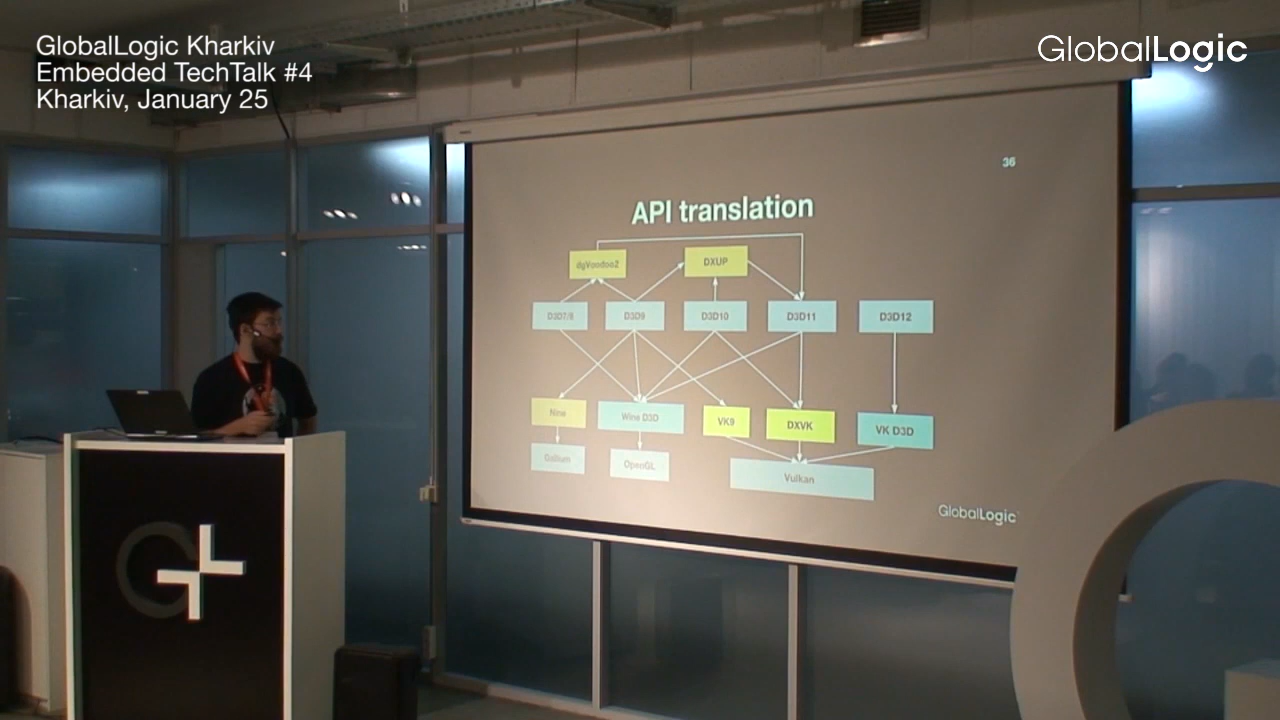 GlobalLogic Kharkiv
Embedded TechTalk #4
Kharkiv, January 25
GlobalLogic
36
API translation
dgVoodoo2
DXUP
D3D7/8
D3D9
D3D10
D3D11
D3D12
Nine
Wine D3D
VK9
DXVK
VK D3D
Gallium
OpenGL
Vulkan
GlobalLogic
GL